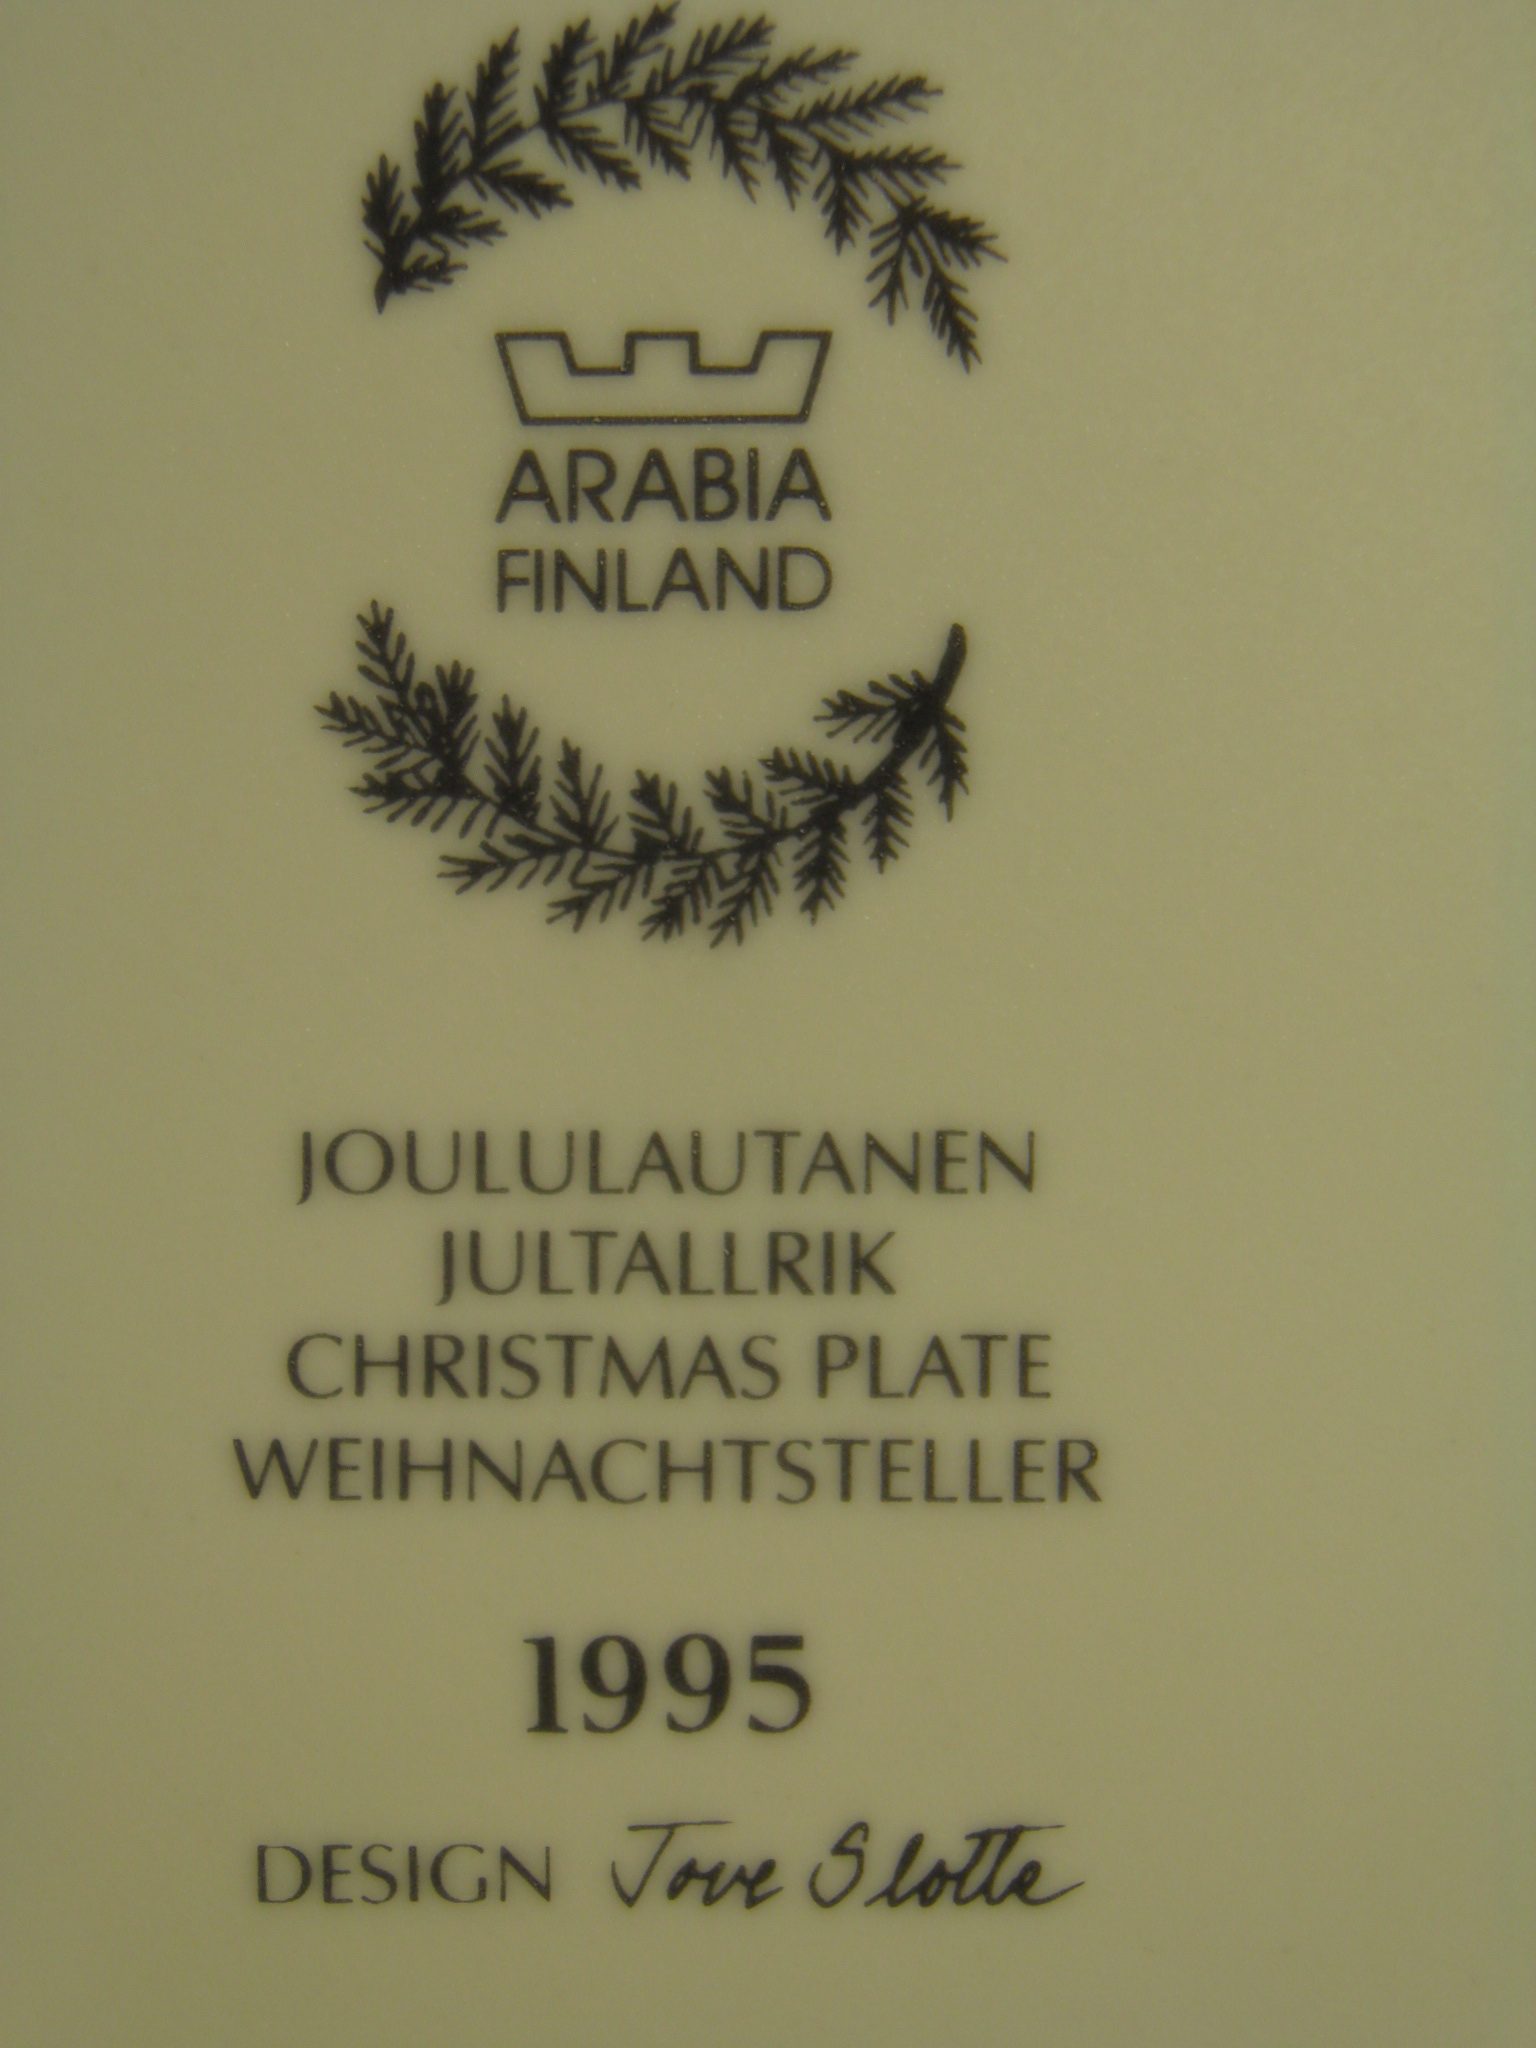 ARABIA
FINLAND
JOULULAUTANEN
JULTALLRIK
CHRISTMAS PLATE
WEIHNACHTSTELLER
1995
DESIGN Tove Slotte